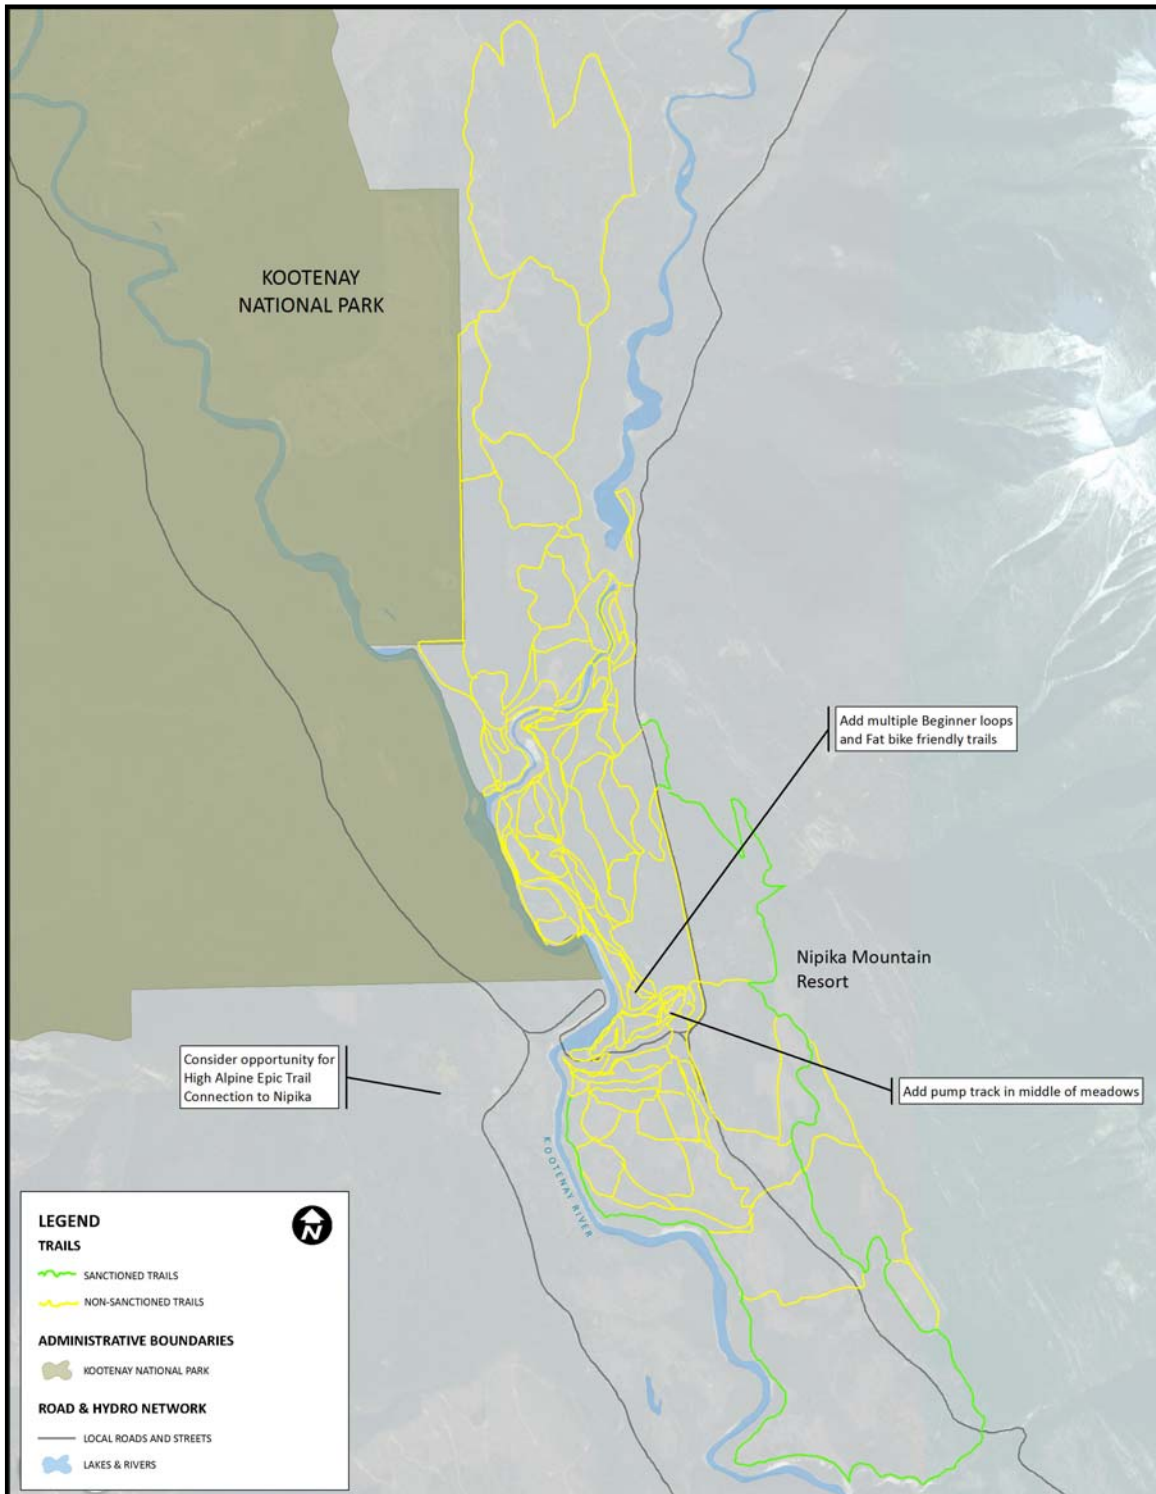 KOOTENAY
NATIONAL PARK
Add multiple Beginner loops
and Fat bike friendly trails
Nipika Mountain
Resort
Consider opportunity for
High Alpine Epic Trail
Connection to Nipika
Add pump track in middle of meadows
KOOTENAY RIVER
LEGEND
N
TRAILS
SANCTIONED TRAILS
NON-SANCTIONED TRAILS
ADMINISTRATIVE BOUNDARIES
KOOTENAY NATIONAL PARK
ROAD & HYDRO NETWORK
LOCAL ROADS AND STREETS
LAKES & RIVERS